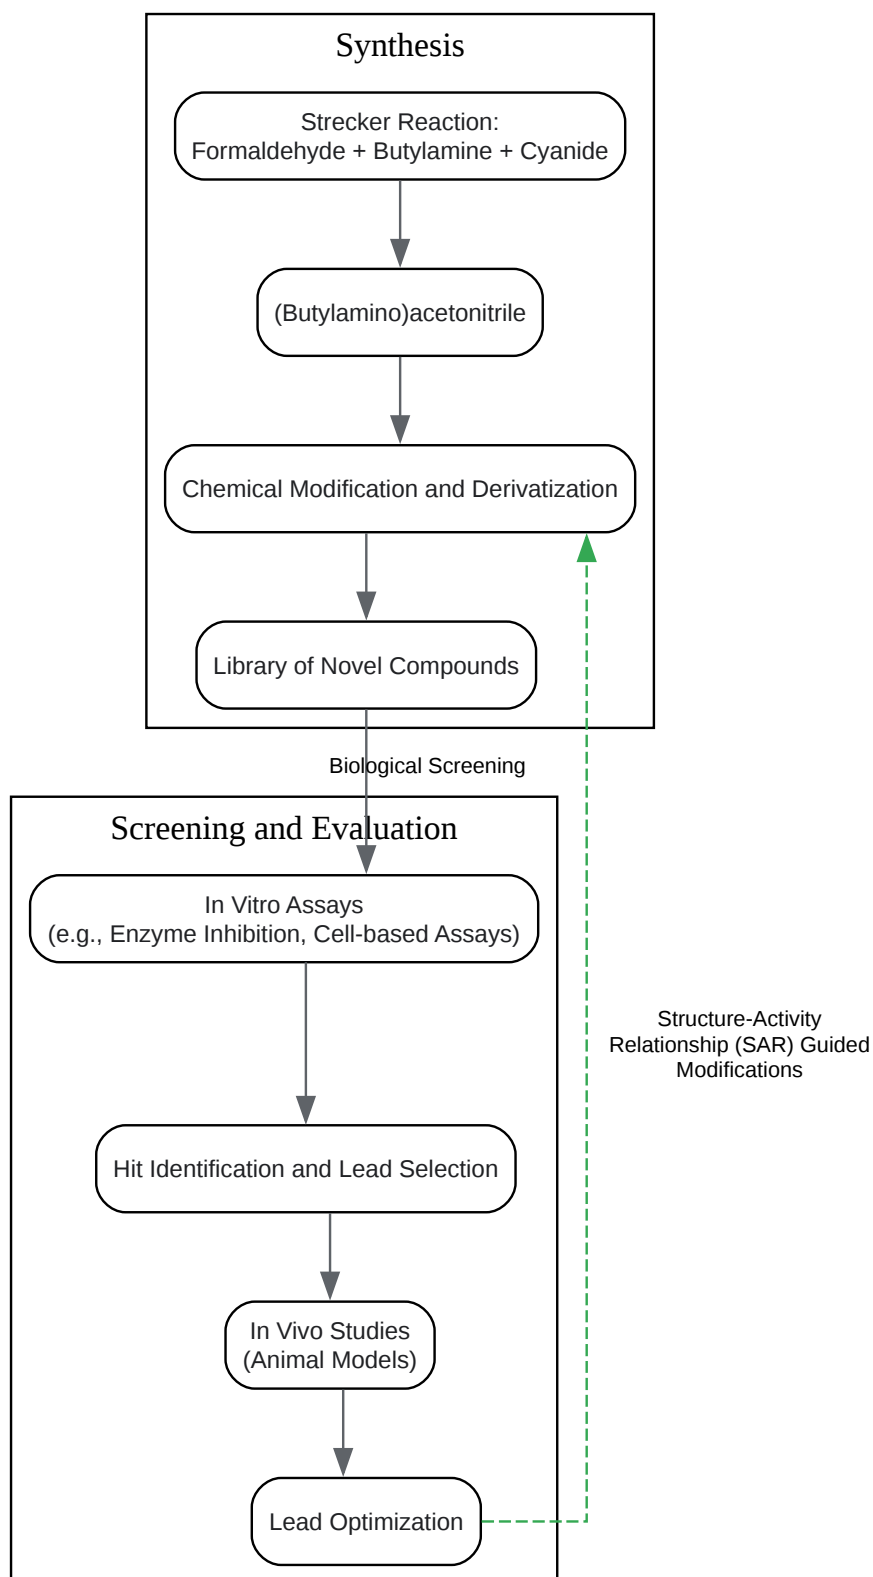 Synthesis
Strecker Reaction:
Formaldehyde + Butylamine + Cyanide
(Butylamino)acetonitrile
Chemical Modification and Derivatization
Library of Novel Compounds
Biological Screening
Screening and Evaluation
In Vitro Assays
(e.g., Enzyme Inhibition, Cell-based Assays)
Structure-Activity
Relationship (SAR) Guided
Modifications
Hit Identification and Lead Selection
In Vivo Studies
(Animal Models)
Lead Optimization